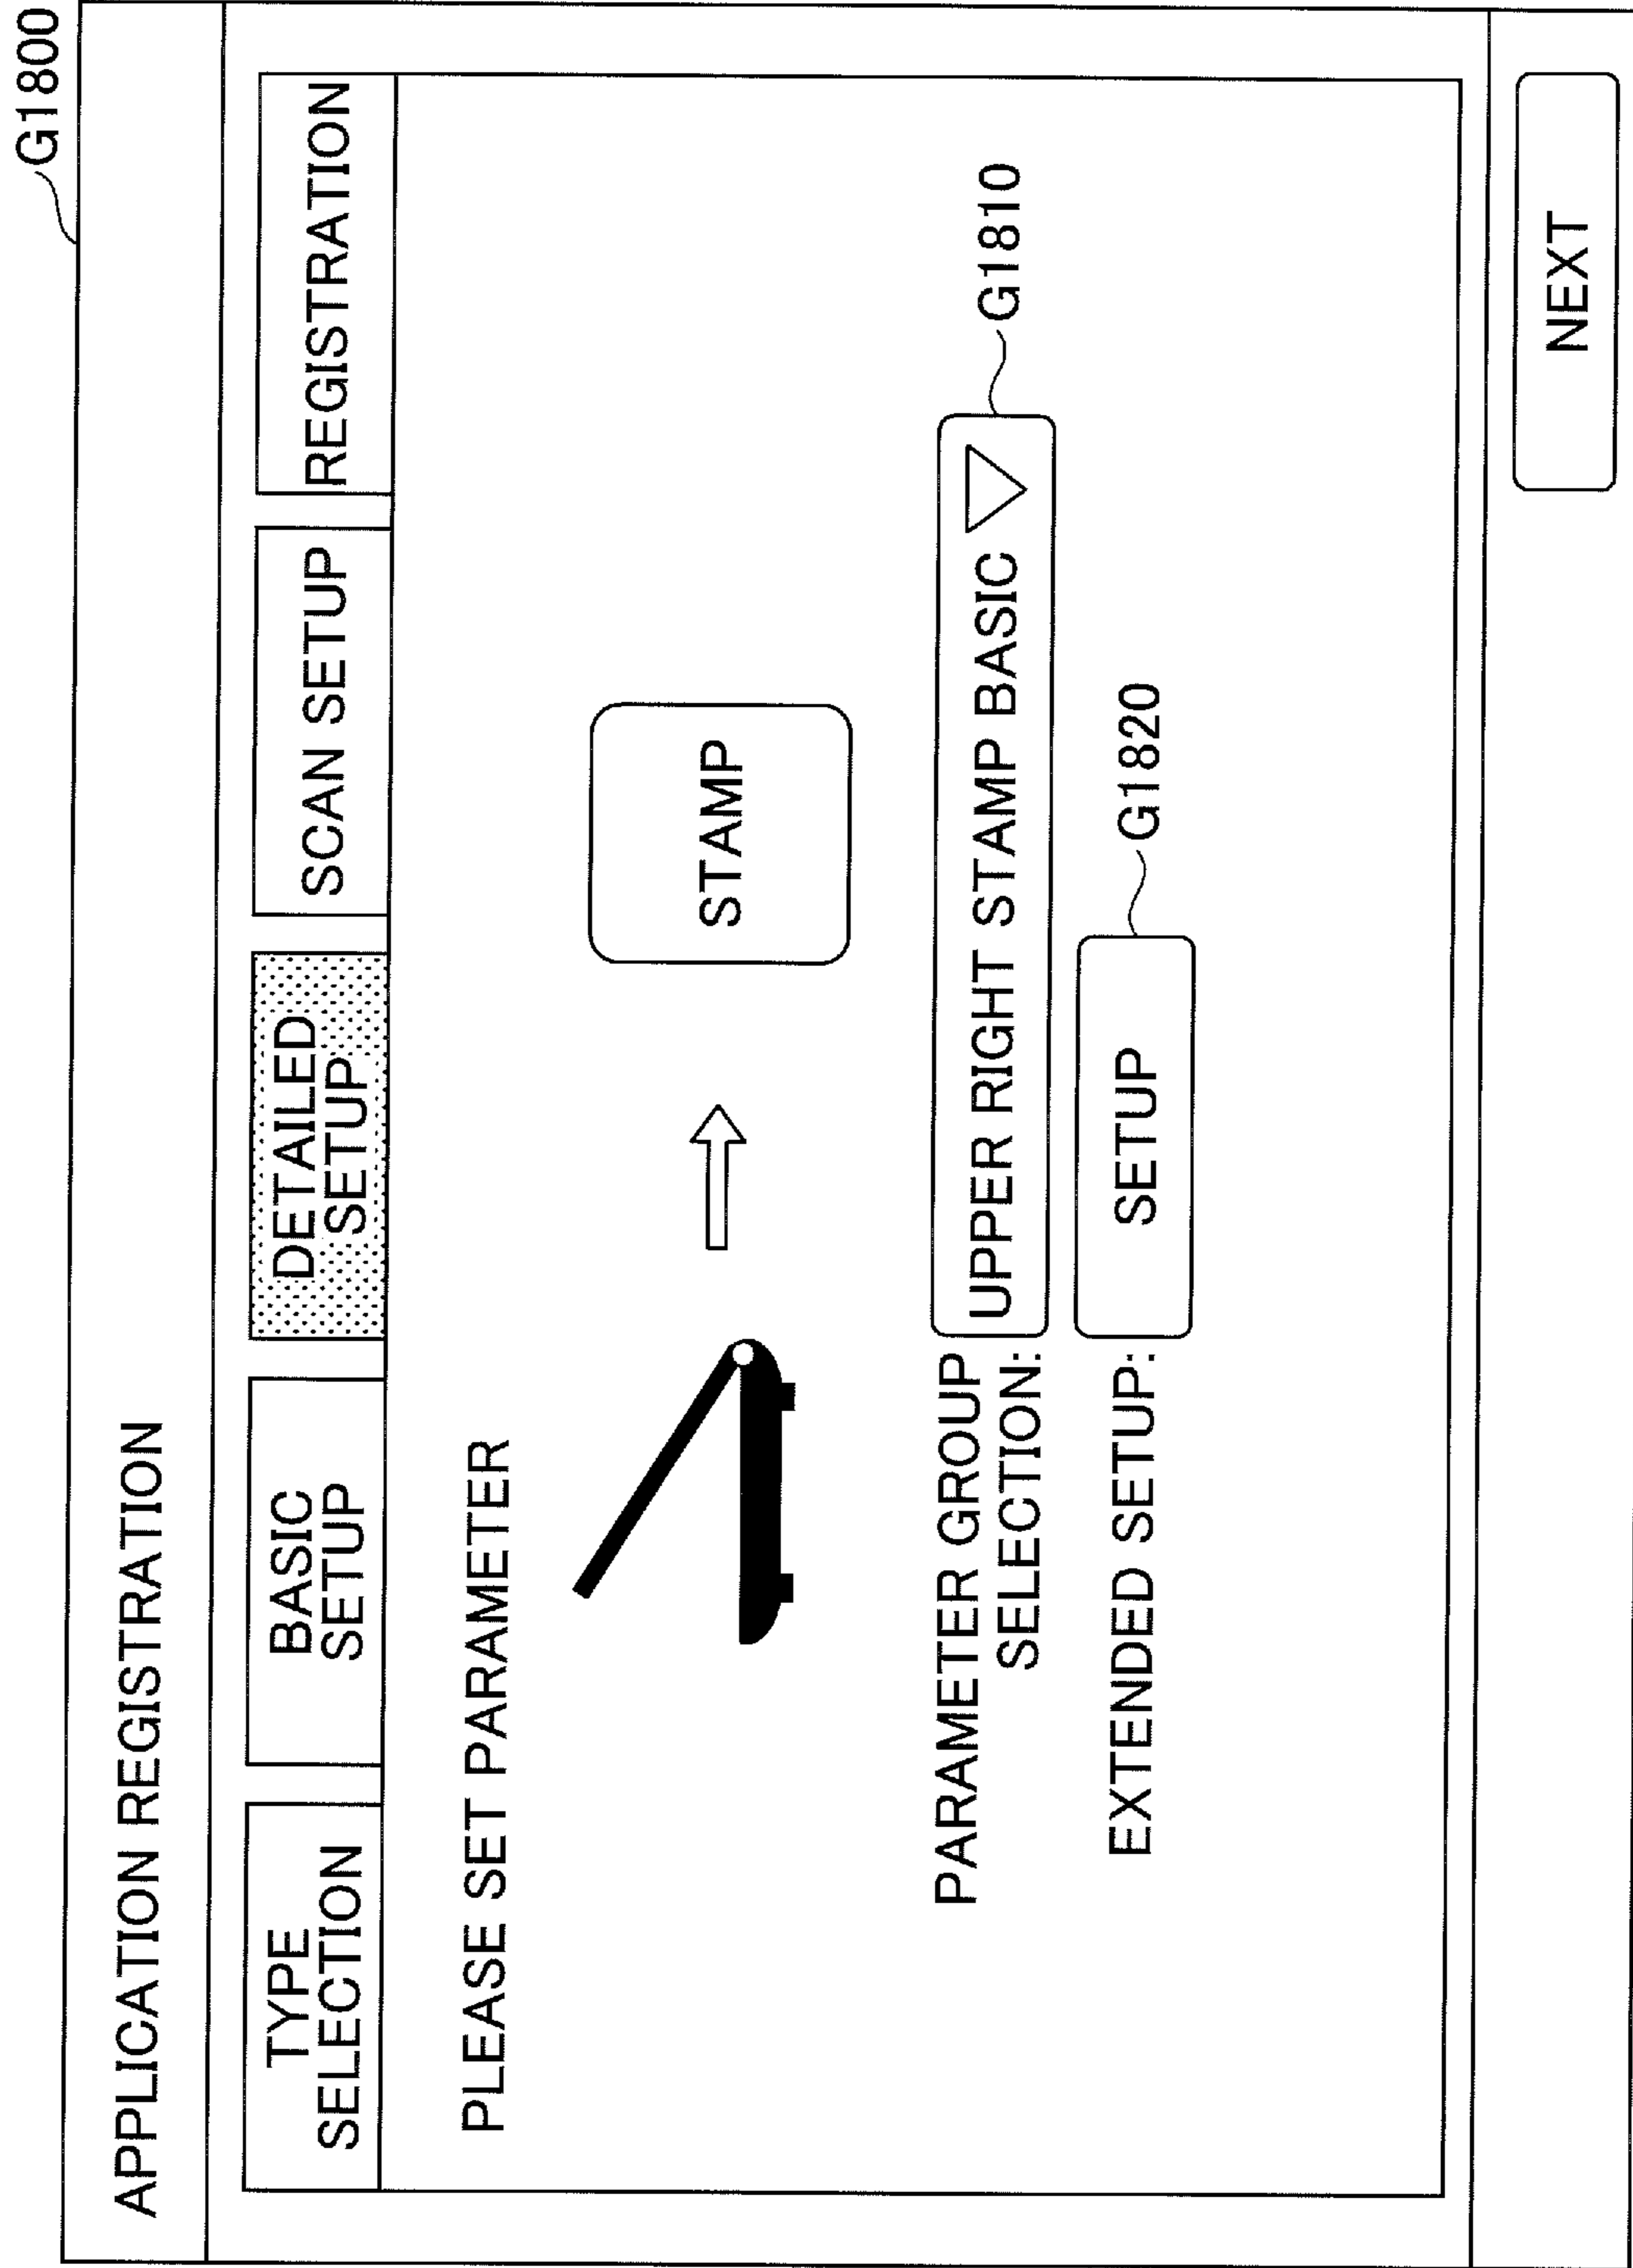 G1800
APPLICATION REGISTRATION
TYPE
SELECTION
BASIC
SETUP
DETAILED
SETUP
SCAN SETUP
REGISTRATION
PLEASE SET PARAMETER
STAMP
PARAMETER GROUP
SELECTION:
UPPER RIGHT STAMP BASIC
G1810
EXTENDED SETUP:
SETUP
G1820
NEXT